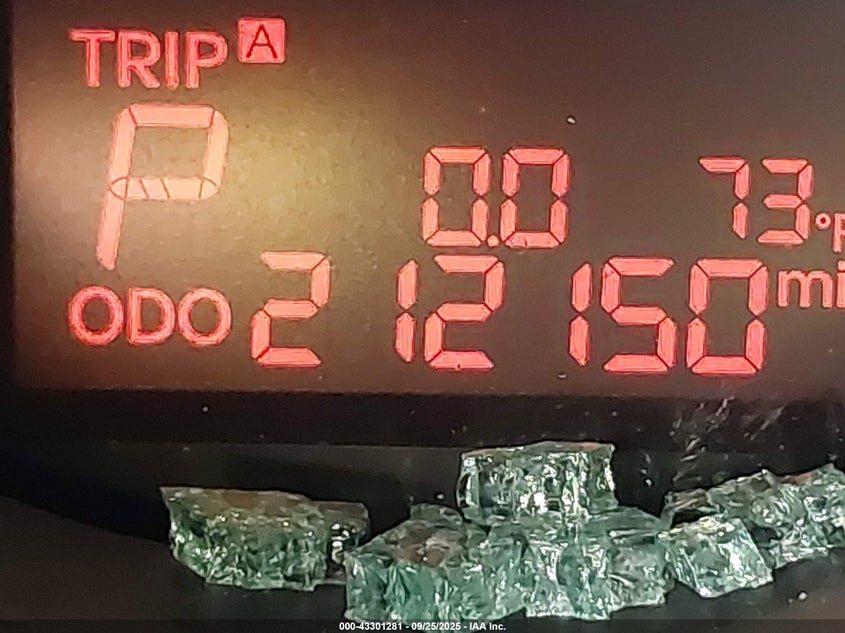 TRIP A
P 0.0 73 °F
ODO 212150 mi
000-43301281 - 09/25/2025 - IAA Inc.